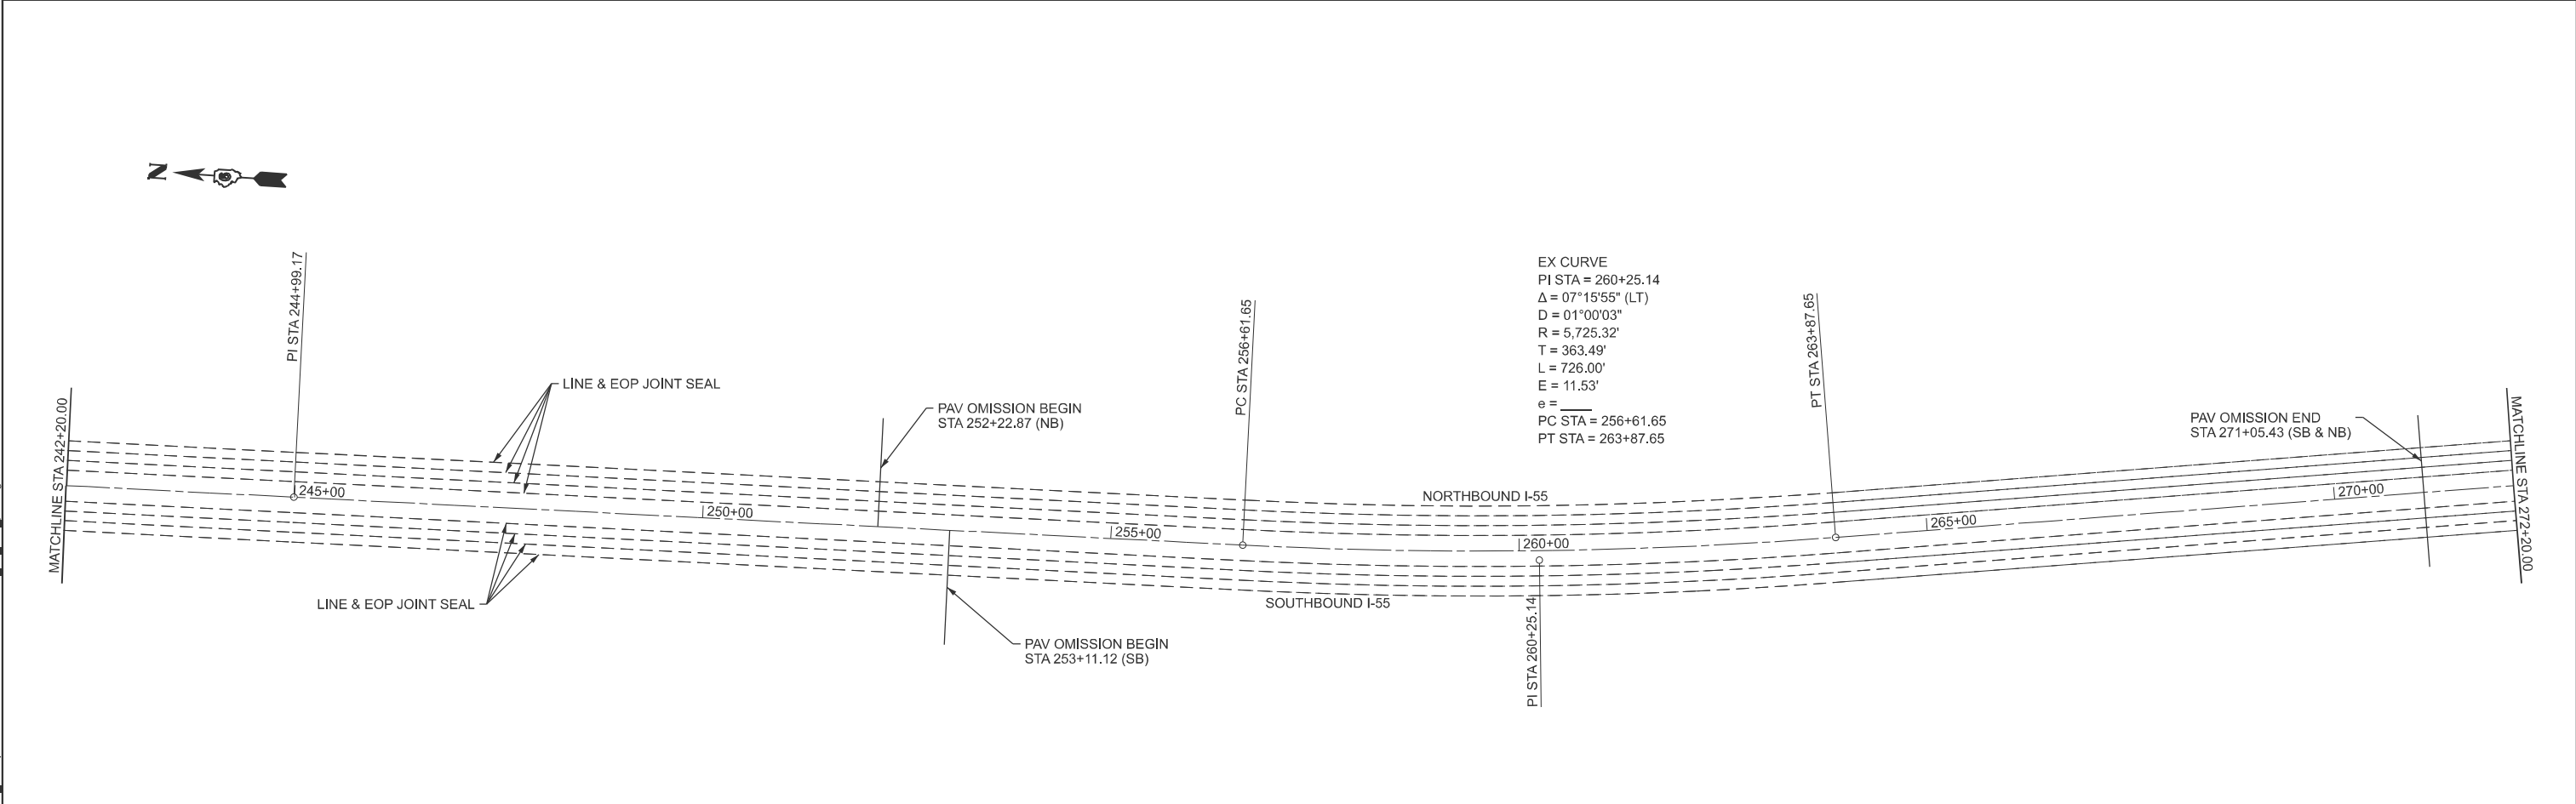 N
PI STA 244+99.17
EX CURVE
PI STA = 260+25.14
Δ = 07°15'55" (LT)
D = 01°00'03"
R = 5,725.32'
T = 363.49'
L = 726.00'
E = 11.53'
e = ____
PC STA = 256+61.65
PT STA = 263+87.65
PC STA 256+61.65
PT STA 263+87.65
LINE & EOP JOINT SEAL
PAV OMISSION BEGIN
STA 252+22.87 (NB)
PAV OMISSION END
STA 271+05.43 (SB & NB)
MATCHLINE STA 242+20.00
MATCHLINE STA 272+20.00
245+00
250+00
255+00
260+00
265+00
270+00
NORTHBOUND I-55
SOUTHBOUND I-55
LINE & EOP JOINT SEAL
PAV OMISSION BEGIN
STA 253+11.12 (SB)
PI STA 260+25.14